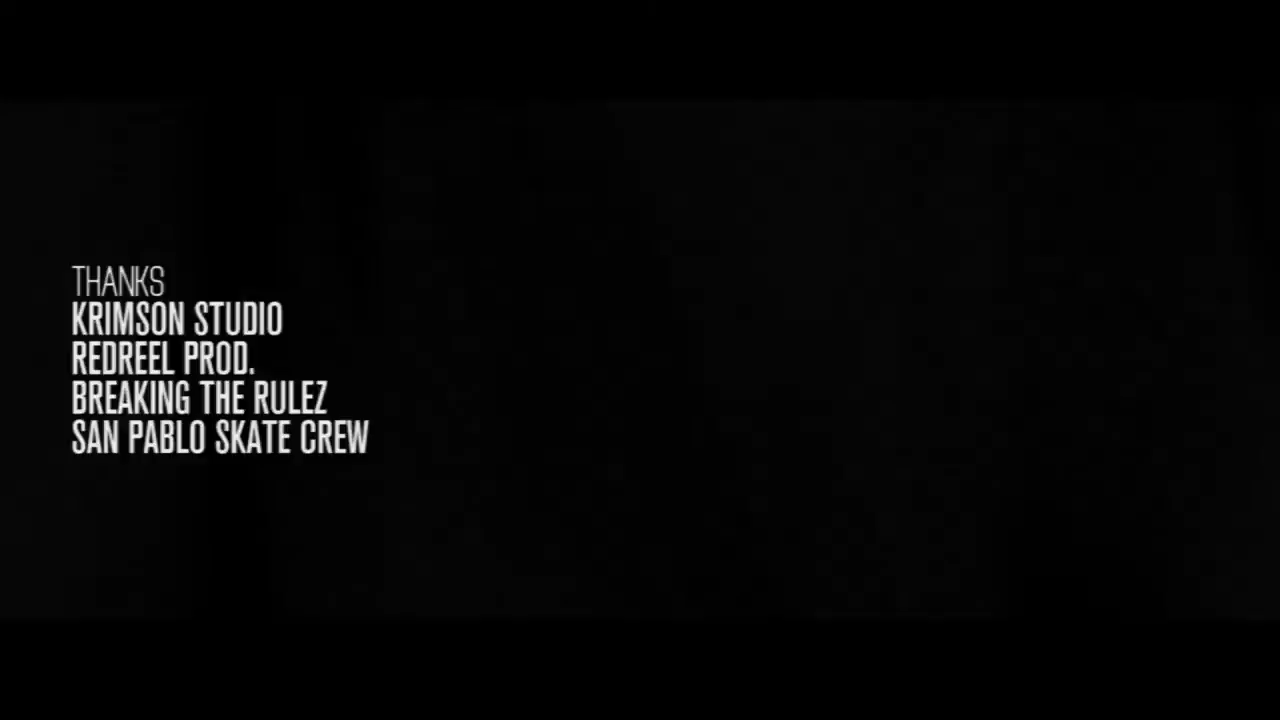 THANKS
KRIMSON STUDIO
REDREEL PROD.
BREAKING THE RULEZ
SAN PABLO SKATE CREW